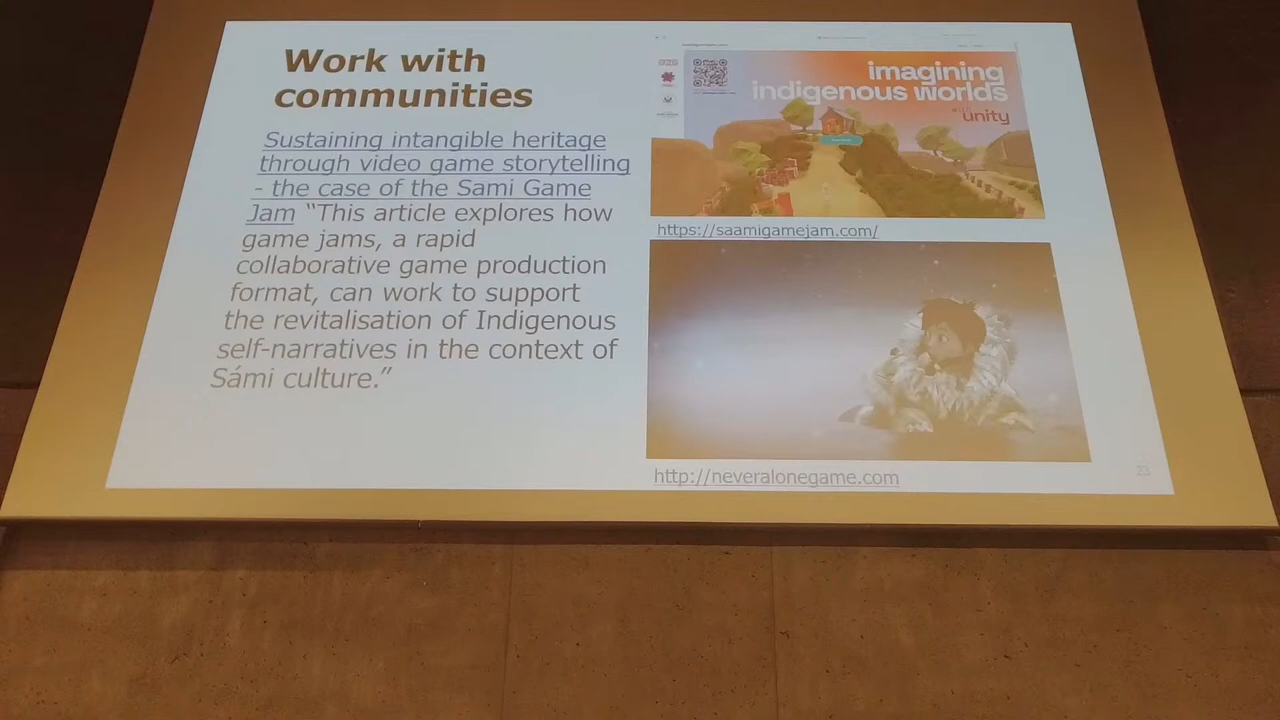 Work with
communities
Sustaining intangible heritage
through video game storytelling
- the case of the Sami Game
Jam “This article explores how
game jams, a rapid
collaborative game production
format, can work to support
the revitalisation of Indigenous
self-narratives in the context of
Sámi culture.”
imagining
indigenous worlds
with
unity
https://saamigamejam.com/
http://neveralonegame.com
23